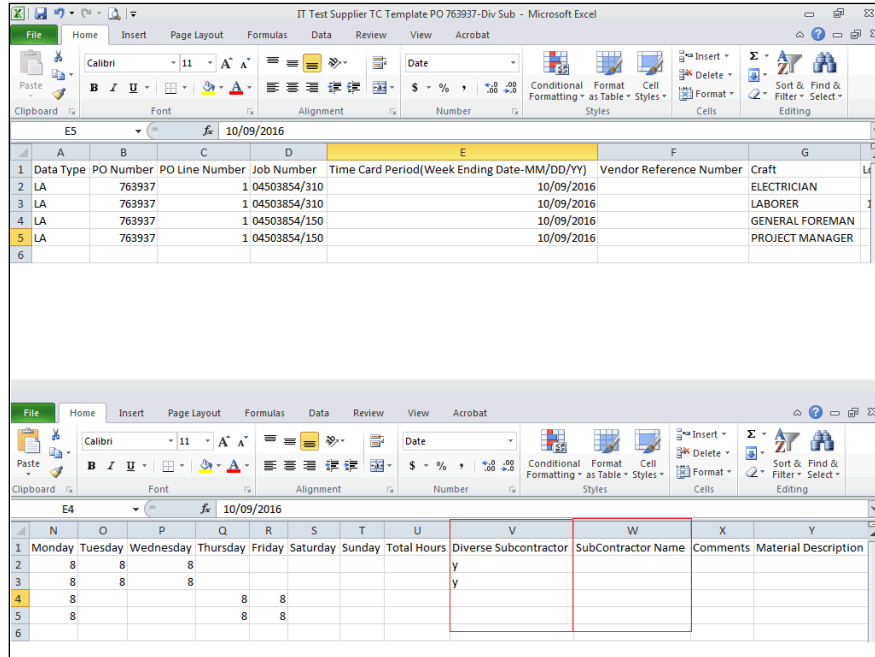 IT Test Supplier TC Template PO 763937-Div Sub - Microsoft Excel
File Home Insert Page Layout Formulas Data Review View Acrobat
Calibri 11 A A Date Insert Σ
Paste B I U A $ % , .0 .00 .00 .0 Conditional Formatting Format as Table Cell Styles Delete Format Sort & Filter Find & Select
Clipboard Font Alignment Number Styles Cells Editing
E5 fx 10/09/2016
A B C D E F G
1 Data Type PO Number PO Line Number Job Number Time Card Period(Week Ending Date-MM/DD/YY) Vendor Reference Number Craft
2 LA 763937 1 04503854/310 10/09/2016 ELECTRICIAN
3 LA 763937 1 04503854/310 10/09/2016 LABORER
4 LA 763937 1 04503854/150 10/09/2016 GENERAL FOREMAN
5 LA 763937 1 04503854/150 10/09/2016 PROJECT MANAGER
6
File Home Insert Page Layout Formulas Data Review View Acrobat
Calibri 11 A A Date Insert Σ
Paste B I U A $ % , .0 .00 .00 .0 Conditional Formatting Format as Table Cell Styles Delete Format Sort & Filter Find & Select
Clipboard Font Alignment Number Styles Cells Editing
E4 fx 10/09/2016
N O P Q R S T U V W X Y
1 Monday Tuesday Wednesday Thursday Friday Saturday Sunday Total Hours Diverse Subcontractor SubContractor Name Comments Material Description
2 8 8 8 y
3 8 8 8 y
4 8 8 8
5 8 8 8
6